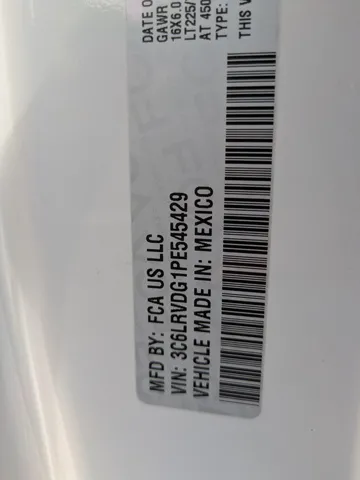 DATE O
GAWR
16X6.0
LT225/
AT 450
TYPE:
THIS V
MFD BY: FCA US LLC
VIN: 3C6LRVDG1PE545429
VEHICLE MADE IN: MEXICO